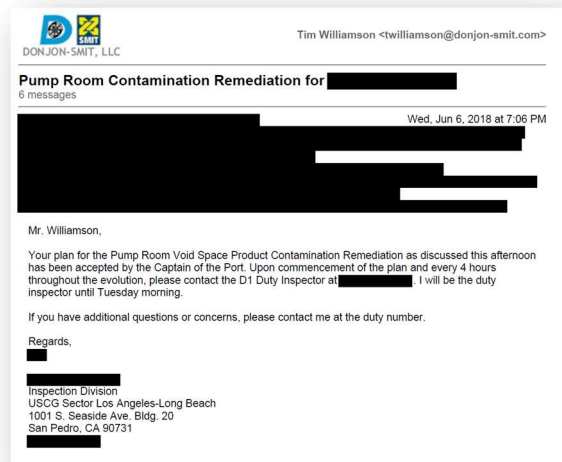 SMIT
DONJON-SMIT, LLC
Tim Williamson <twilliamson@donjon-smit.com>
Pump Room Contamination Remediation for
6 messages
Wed, Jun 6, 2018 at 7:06 PM
Mr. Williamson,
Your plan for the Pump Room Void Space Product Contamination Remediation as discussed this afternoon
has been accepted by the Captain of the Port. Upon commencement of the plan and every 4 hours
throughout the evolution, please contact the D1 Duty Inspector at . I will be the duty
inspector until Tuesday morning.
If you have additional questions or concerns, please contact me at the duty number.
Regards,
Inspection Division
USCG Sector Los Angeles-Long Beach
1001 S. Seaside Ave. Bldg. 20
San Pedro, CA 90731